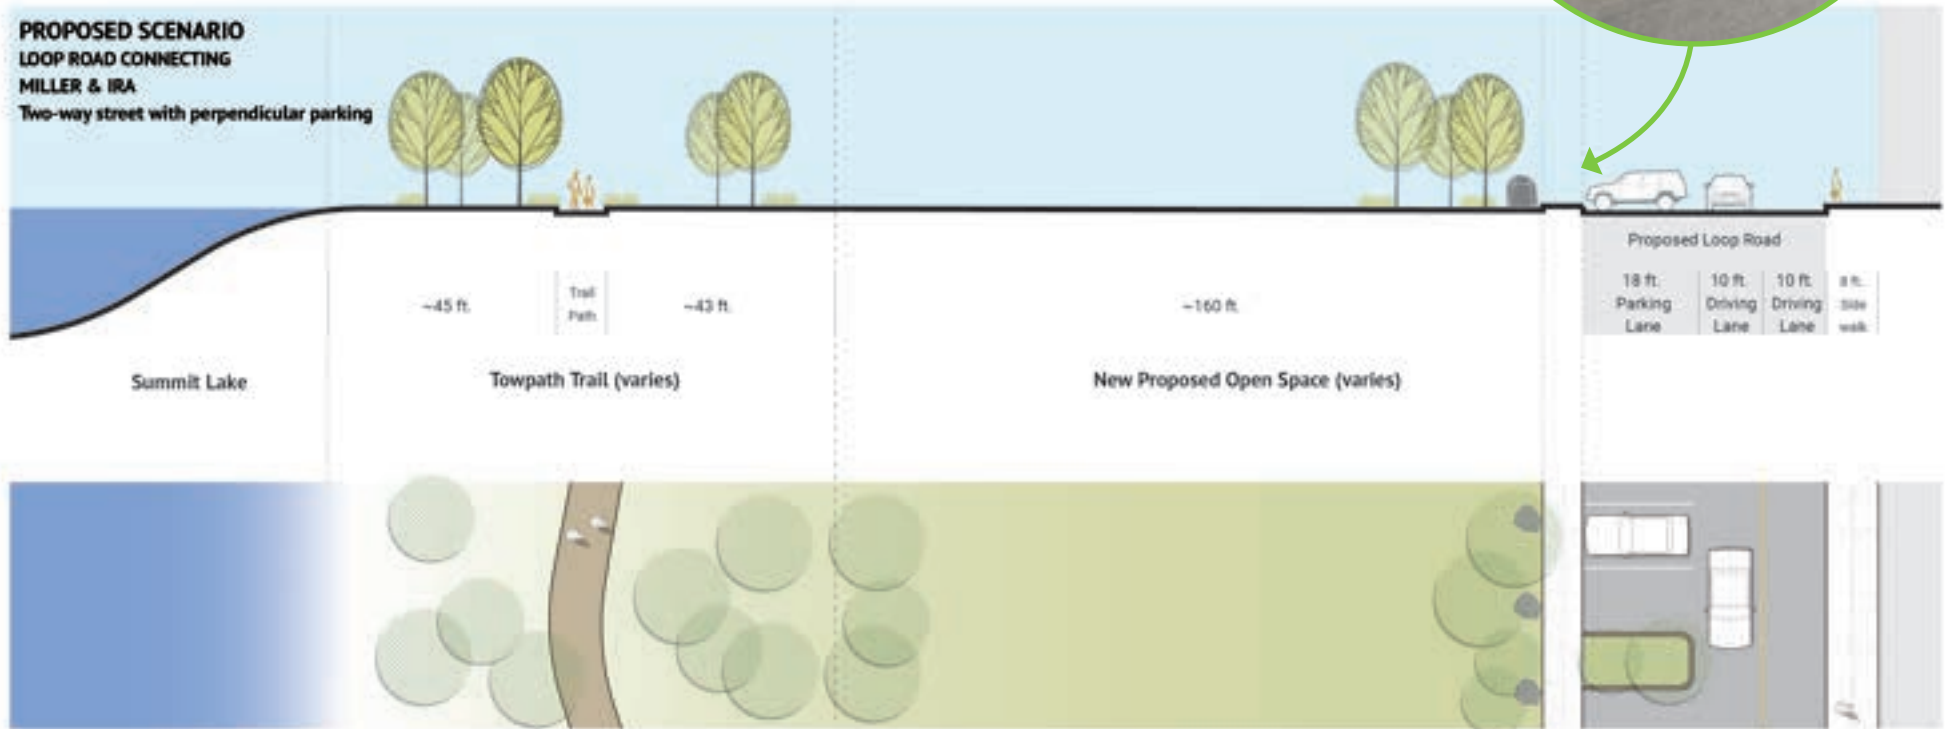 PROPOSED SCENARIO
LOOP ROAD CONNECTING
MILLER & IRA
Two-way street with perpendicular parking
Proposed Loop Road
~45 ft.
Trail
Path
~43 ft.
~160 ft.
18 ft.
Parking
Lane
10 ft.
Driving
Lane
10 ft.
Driving
Lane
8 ft.
Side
walk
Summit Lake
Towpath Trail (varies)
New Proposed Open Space (varies)